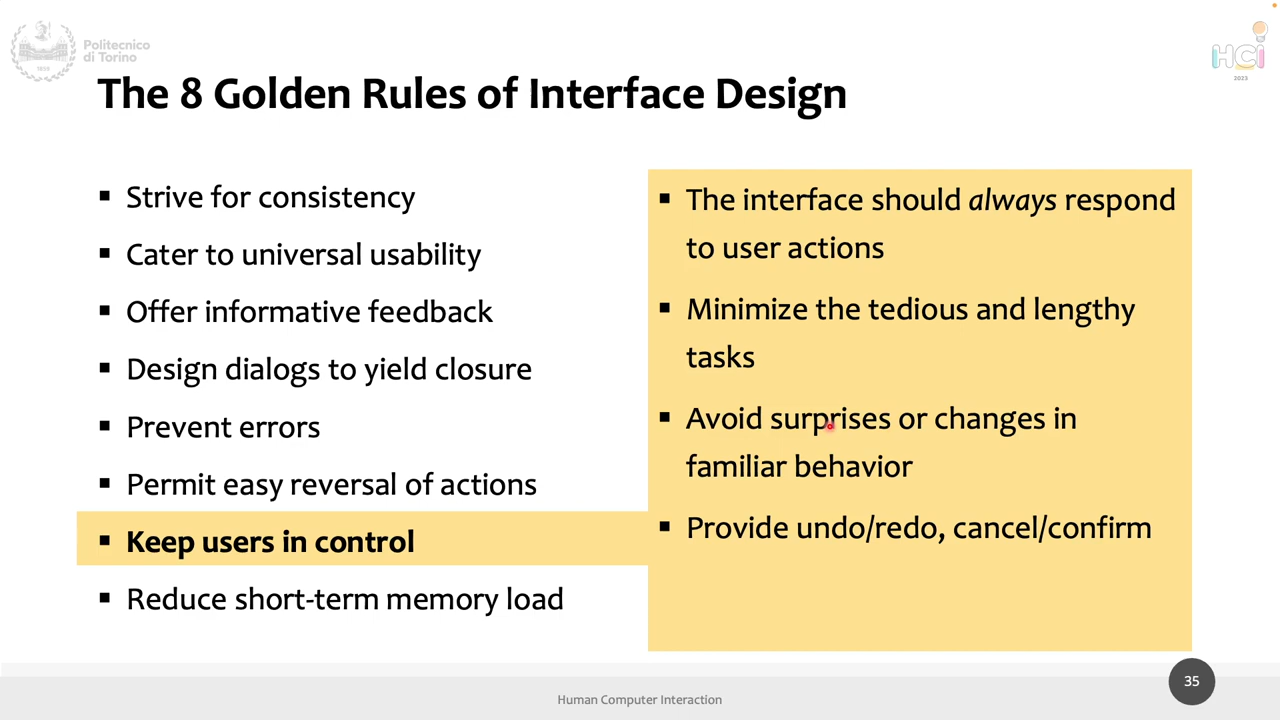 Politecnico
di Torino
1859
HCI
2023
The 8 Golden Rules of Interface Design
▪ Strive for consistency
▪ Cater to universal usability
▪ Offer informative feedback
▪ Design dialogs to yield closure
▪ Prevent errors
▪ Permit easy reversal of actions
▪ Keep users in control
▪ Reduce short-term memory load
▪ The interface should always respond
to user actions
▪ Minimize the tedious and lengthy
tasks
▪ Avoid surprises or changes in
familiar behavior
▪ Provide undo/redo, cancel/confirm
Human Computer Interaction
35